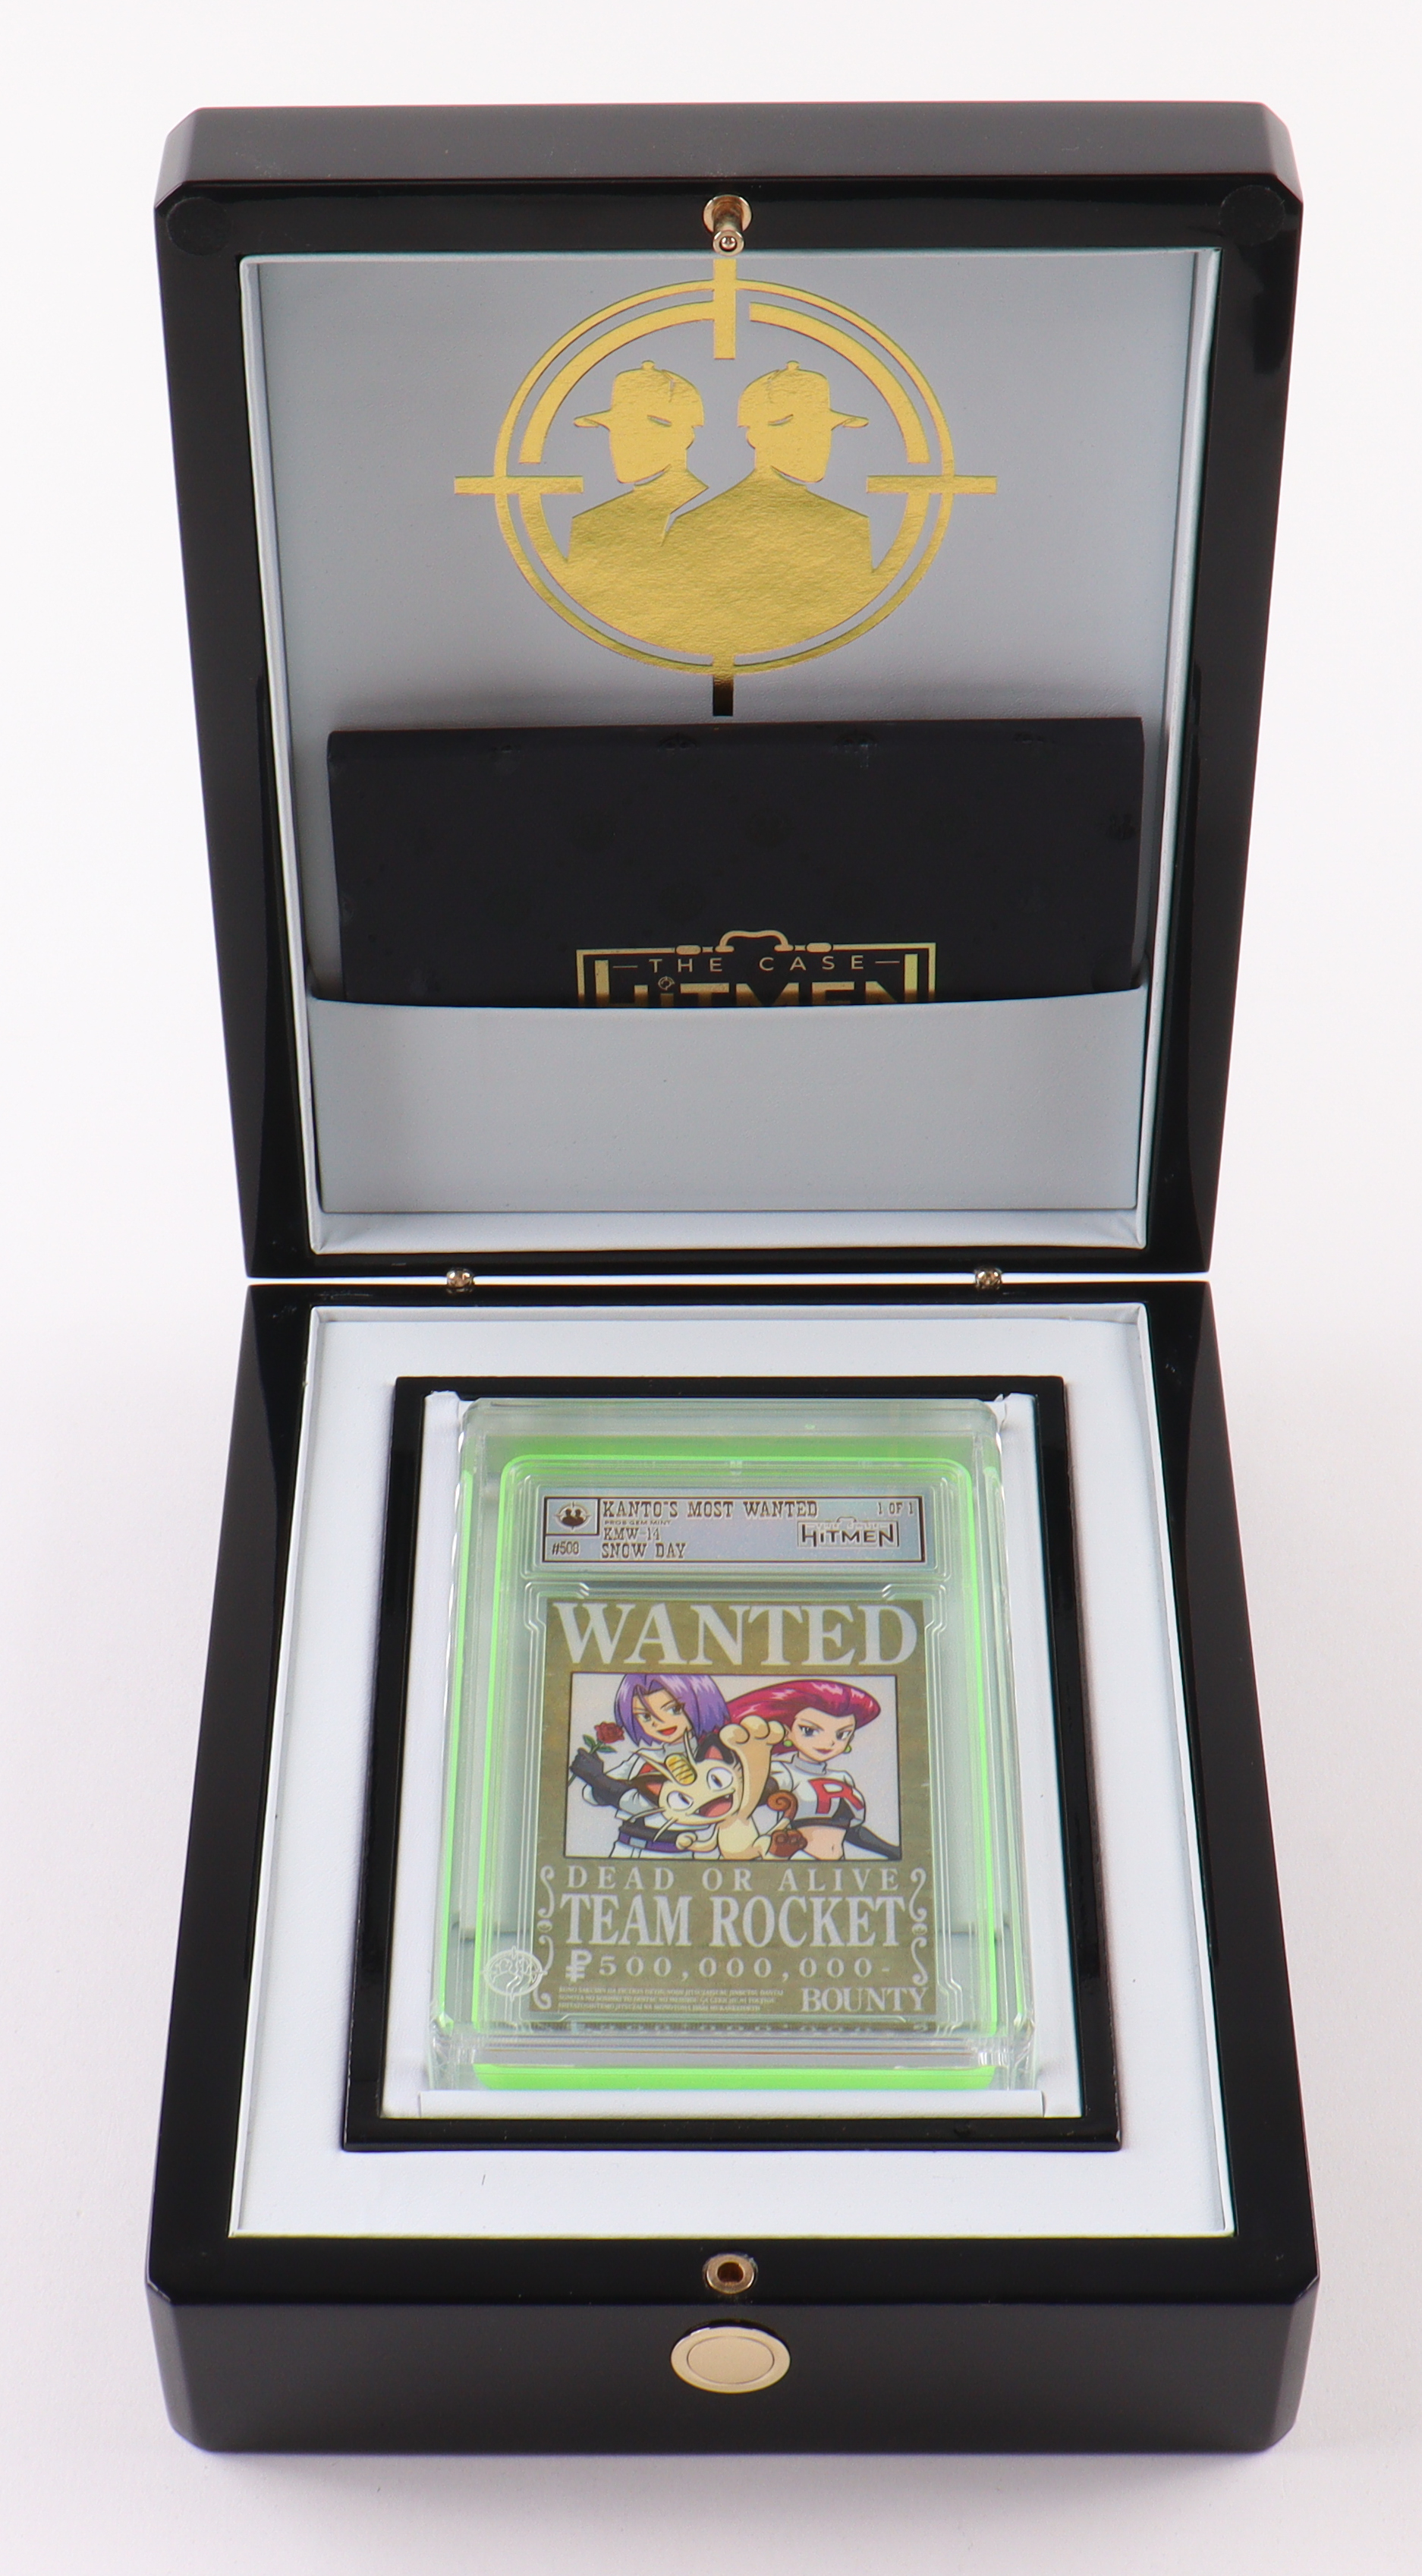 THE CASE
HITMEN
KANTO'S MOST WANTED
1 OF 1
PROB GEM MINT
KMW-14
#508
SNOW DAY
HITMEN
WANTED
R
DEAD OR ALIVE
TEAM ROCKET
₽500,000,000-
BOUNTY